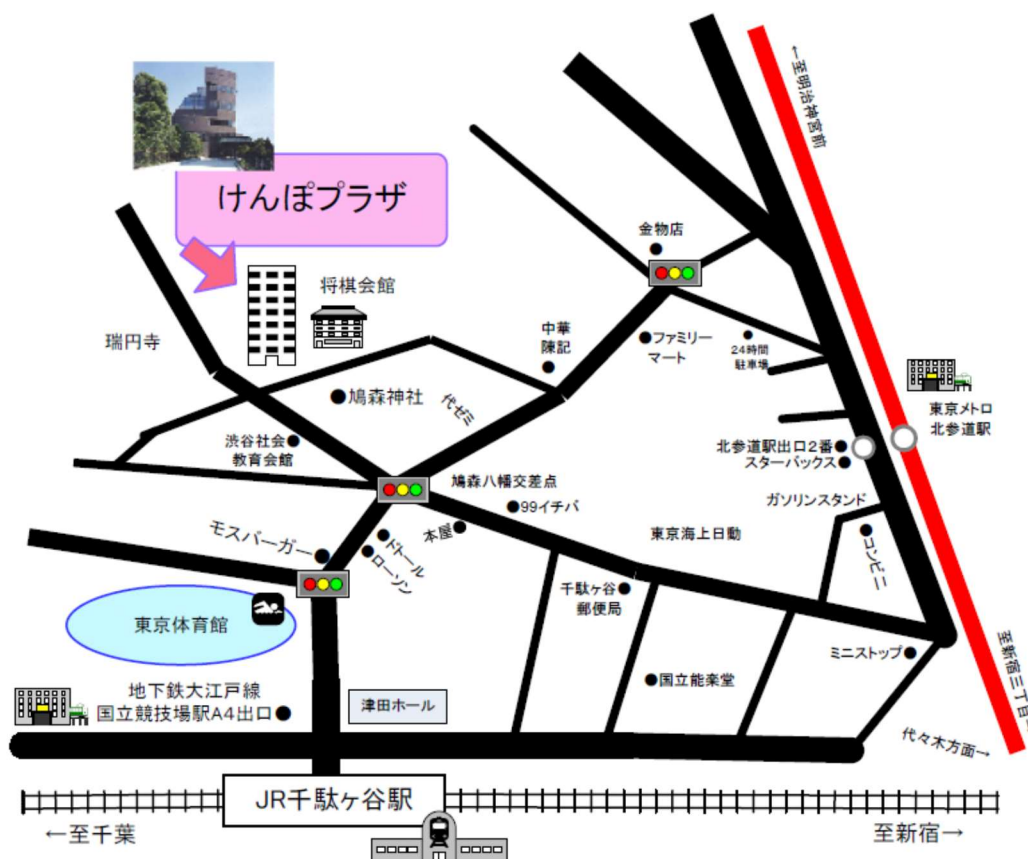 ←至明治神宮前
けんぽプラザ
金物店
将棋会館
瑞円寺
中華
陳記
ファミリー
マート
24時間
駐車場
鳩森神社
代ゼミ
東京メトロ
北参道駅
渋谷社会
教育会館
北参道駅出口2番
スターバックス
鳩森八幡交差点
99イチバ
ガソリンスタンド
モスバーガー
ドトール
ローソン
本屋
東京海上日動
コンビニ
千駄ヶ谷
郵便局
東京体育館
ミニストップ
国立能楽堂
至新宿三丁目→
地下鉄大江戸線
国立競技場駅A4出口
津田ホール
代々木方面→
JR千駄ヶ谷駅
←至千葉
至新宿→